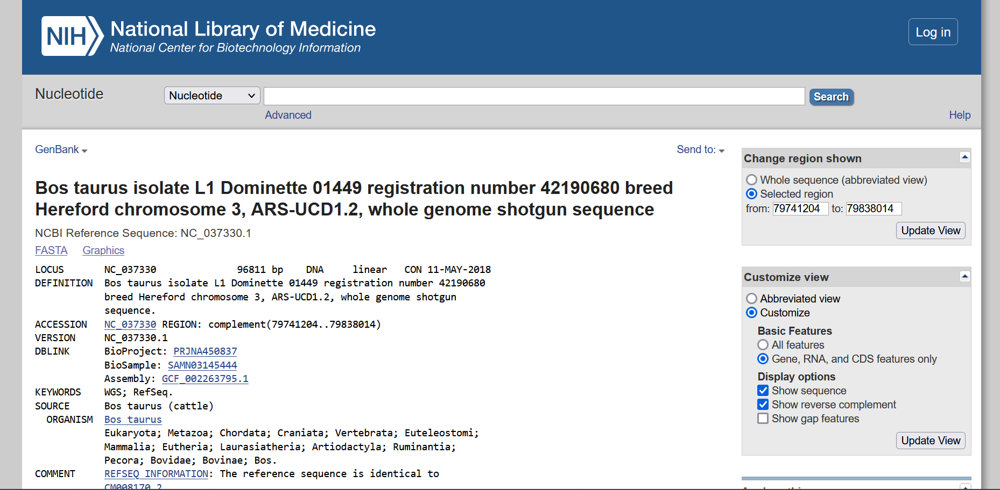 NIH National Library of Medicine
National Center for Biotechnology Information
Log in
Nucleotide
Nucleotide
Search
Advanced
Help
GenBank
Send to:
Bos taurus isolate L1 Dominette 01449 registration number 42190680 breed
Hereford chromosome 3, ARS-UCD1.2, whole genome shotgun sequence
NCBI Reference Sequence: NC_037330.1
FASTA Graphics
LOCUS NC_037330 96811 bp DNA linear CON 11-MAY-2018
DEFINITION Bos taurus isolate L1 Dominette 01449 registration number 42190680
breed Hereford chromosome 3, ARS-UCD1.2, whole genome shotgun
sequence.
ACCESSION NC_037330 REGION: complement(79741204..79838014)
VERSION NC_037330.1
DBLINK BioProject: PRJNA450837
BioSample: SAMN03145444
Assembly: GCF_002263795.1
KEYWORDS WGS; RefSeq.
SOURCE Bos taurus (cattle)
ORGANISM Bos taurus
Eukaryota; Metazoa; Chordata; Craniata; Vertebrata; Euteleostomi;
Mammalia; Eutheria; Laurasiatheria; Artiodactyla; Ruminantia;
Pecora; Bovidae; Bovinae; Bos.
COMMENT REFSEQ INFORMATION: The reference sequence is identical to
CM008170.2
Change region shown
Whole sequence (abbreviated view)
Selected region
from: 79741204 to: 79838014
Update View
Customize view
Abbreviated view
Customize
Basic Features
All features
Gene, RNA, and CDS features only
Display options
Show sequence
Show reverse complement
Show gap features
Update View